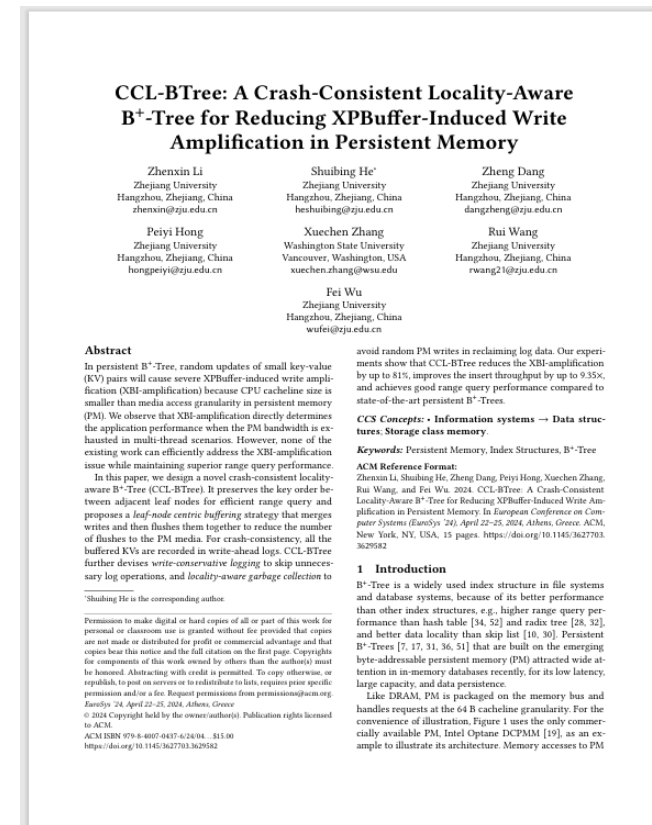 CCL-BTree: A Crash-Consistent Locality-Aware
B+-Tree for Reducing XPBuffer-Induced Write
Amplification in Persistent Memory
Zhenxin Li
Zhejiang University
Hangzhou, Zhejiang, China
zhenxin@zju.edu.cn
Shuibing He*
Zhejiang University
Hangzhou, Zhejiang, China
heshuibing@zju.edu.cn
Zheng Dang
Zhejiang University
Hangzhou, Zhejiang, China
dangzheng@zju.edu.cn
Peiyi Hong
Zhejiang University
Hangzhou, Zhejiang, China
hongpeiyi@zju.edu.cn
Xuechen Zhang
Washington State University
Vancouver, Washington, USA
xuechen.zhang@wsu.edu
Rui Wang
Zhejiang University
Hangzhou, Zhejiang, China
rwang21@zju.edu.cn
Fei Wu
Zhejiang University
Hangzhou, Zhejiang, China
wufei@zju.edu.cn
Abstract
In persistent B+-Tree, random updates of small key-value
(KV) pairs will cause severe XPBuffer-induced write ampli-
fication (XBI-amplification) because CPU cacheline size is
smaller than media access granularity in persistent memory
(PM). We observe that XBI-amplification directly determines
the application performance when the PM bandwidth is ex-
hausted in multi-thread scenarios. However, none of the
existing work can efficiently address the XBI-amplification
issue while maintaining superior range query performance.
In this paper, we design a novel crash-consistent locality-
aware B+-Tree (CCL-BTree). It preserves the key order be-
tween adjacent leaf nodes for efficient range query and
proposes a leaf-node centric buffering strategy that merges
writes and then flushes them together to reduce the number
of flushes to the PM media. For crash-consistency, all the
buffered KVs are recorded in write-ahead logs. CCL-BTree
further devises write-conservative logging to skip unneces-
sary log operations, and locality-aware garbage collection to
*Shuibing He is the corresponding author.
Permission to make digital or hard copies of all or part of this work for
personal or classroom use is granted without fee provided that copies
are not made or distributed for profit or commercial advantage and that
copies bear this notice and the full citation on the first page. Copyrights
for components of this work owned by others than the author(s) must
be honored. Abstracting with credit is permitted. To copy otherwise, or
republish, to post on servers or to redistribute to lists, requires prior specific
permission and/or a fee. Request permissions from permissions@acm.org.
EuroSys '24, April 22–25, 2024, Athens, Greece
© 2024 Copyright held by the owner/author(s). Publication rights licensed
to ACM.
ACM ISBN 979-8-4007-0437-6/24/04...$15.00
https://doi.org/10.1145/3627703.3629582
avoid random PM writes in reclaiming log data. Our experi-
ments show that CCL-BTree reduces the XBI-amplification
by up to 81%, improves the insert throughput by up to 9.35×,
and achieves good range query performance compared to
state-of-the-art persistent B+-Trees.
CCS Concepts: • Information systems → Data struc-
tures; Storage class memory.
Keywords: Persistent Memory, Index Structures, B+-Tree
ACM Reference Format:
Zhenxin Li, Shuibing He, Zheng Dang, Peiyi Hong, Xuechen Zhang,
Rui Wang, and Fei Wu. 2024. CCL-BTree: A Crash-Consistent
Locality-Aware B+-Tree for Reducing XPBuffer-Induced Write Am-
plification in Persistent Memory. In European Conference on Com-
puter Systems (EuroSys '24), April 22–25, 2024, Athens, Greece. ACM,
New York, NY, USA, 15 pages. https://doi.org/10.1145/3627703.
3629582
1 Introduction
B+-Tree is a widely used index structure in file systems
and database systems, because of its better performance
than other index structures, e.g., higher range query per-
formance than hash table [34, 52] and radix tree [28, 32],
and better data locality than skip list [10, 30]. Persistent
B+-Trees [7, 17, 31, 36, 51] that are built on the emerging
byte-addressable persistent memory (PM) attracted wide at-
tention in in-memory databases recently, for its low latency,
large capacity, and data persistence.
Like DRAM, PM is packaged on the memory bus and
handles requests at the 64 B cacheline granularity. For the
convenience of illustration, Figure 1 uses the only commer-
cially available PM, Intel Optane DCPMM [19], as an ex-
ample to illustrate its architecture. Memory accesses to PM